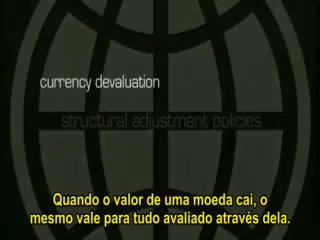 currency devaluation
structural adjustment policies
Quando o valor de uma moeda cai, o
mesmo vale para tudo avaliado através dela.